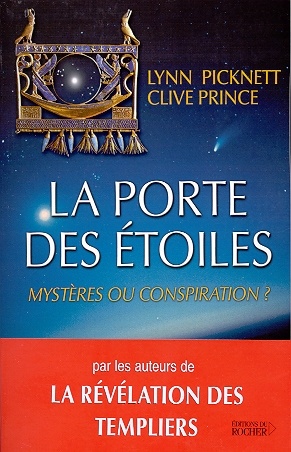 LYNN PICKNETT
CLIVE PRINCE
LA PORTE
DES ÉTOILES
MYSTÈRES OU CONSPIRATION ?
par les auteurs de
LA RÉVÉLATION DES
TEMPLIERS
ÉDITIONS DU
ROCHER